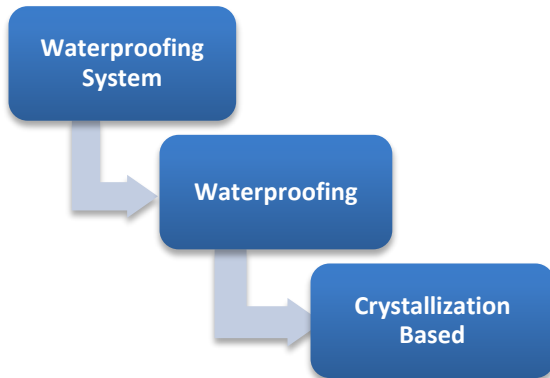 Waterproofing
System
Waterproofing
Crystallization
Based